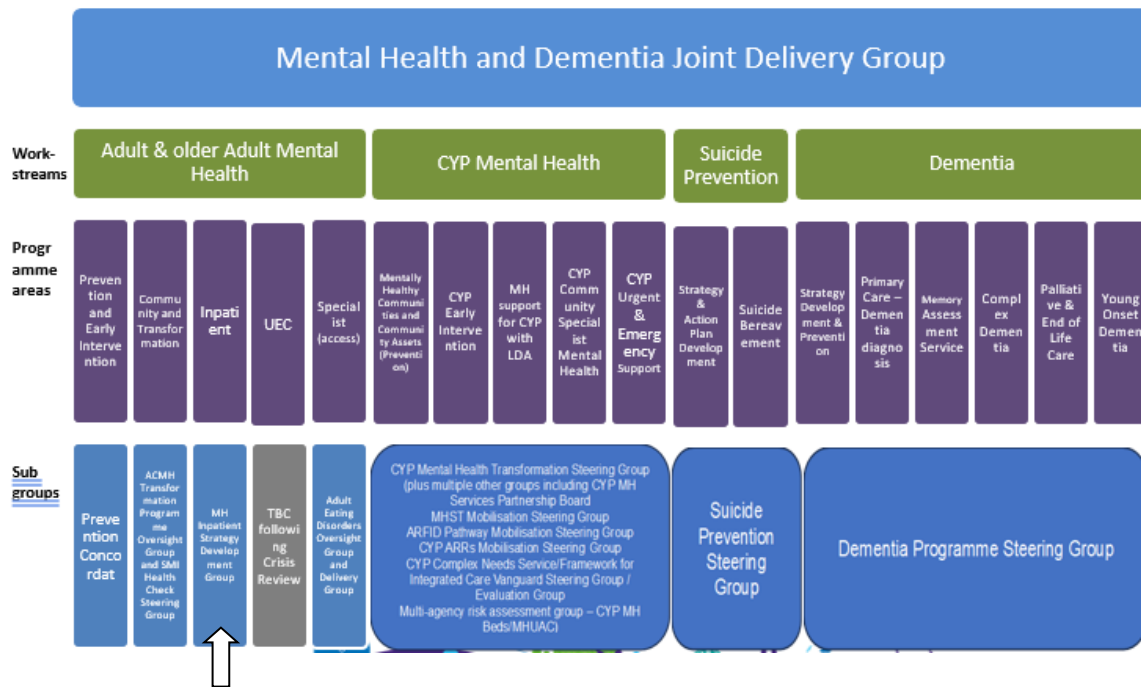 Mental Health and Dementia Joint Delivery Group
Work-
streams
Adult & older Adult Mental
Health
CYP Mental Health
Suicide
Prevention
Dementia
Progr
amme
areas
Preven
tion
and
Early
Interve
ntion
Commu
nity and
Transfor
mation
Inpati
ent
UEC
Special
ist
(access)
Mentally
Healthy
Communi
ties and
Communi
ty Assets
(Preventi
on)
CYP
Early
Interve
ntion
MH
support
for CYP
with
LDA
CYP
Com
munity
Special
ist
Mental
Health
CYP
Urgent
&
Emerg
ency
Support
Strategy
&
Action
Plan
Develop
ment
Suicide
Bereav
ement
Strategy
Develop
ment &
Preventi
on
Primary
Care –
Dementia
diagno
sis
Memory
Assess
ment
Service
Compl
ex
Demen
tia
Palliati
ve &
End of
Life
Care
Young
Onset
Demen
tia
Sub
groups
Preve
ntion
Conco
rdat
ACMH
Transfor
mation
Program
me
Oversight
Group
and SMI
Health
Check
Steering
Group
MH
Inpatient
Strategy
Develop
ment
Group
TBC
followi
ng
Crisis
Review
Adult
Eating
Disorders
Oversight
Group
and
Delivery
Group
CYP Mental Health Transformation Steering Group
(plus multiple other groups including CYP MH
Services Partnership Board
MHST Mobilisation Steering Group
ARFID Pathway Mobilisation Steering Group
CYP ARRs Mobilisation Steering Group
CYP Complex Needs Service/Framework for
Integrated Care Vanguard Steering Group /
Evaluation Group
Multi-agency risk assessment group – CYP MH
Beds/MHUAC)
Suicide
Prevention
Steering
Group
Dementia Programme Steering Group